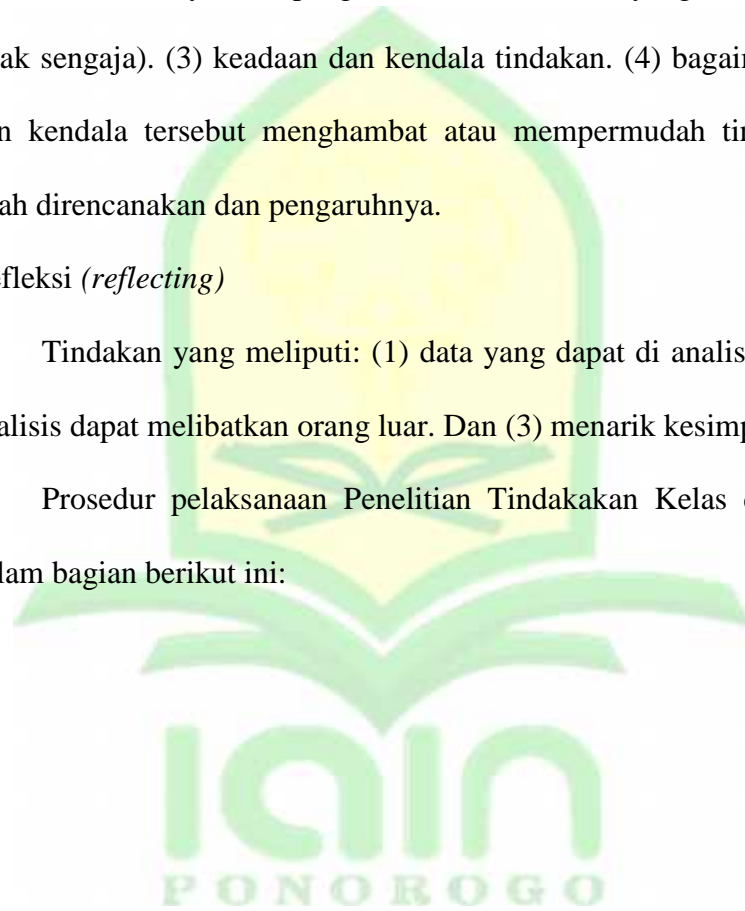 ak sengaja). (3) keadaan dan kendala tindakan. (4) bagain
n kendala tersebut menghambat atau mempermudah tin
ah direncanakan dan pengaruhnya.
efleksi (reflecting)
Tindakan yang meliputi: (1) data yang dapat di analis
alisis dapat melibatkan orang luar. Dan (3) menarik kesimp
Prosedur pelaksanaan Penelitian Tindakakan Kelas
lam bagian berikut ini:
iain
PONOROGO